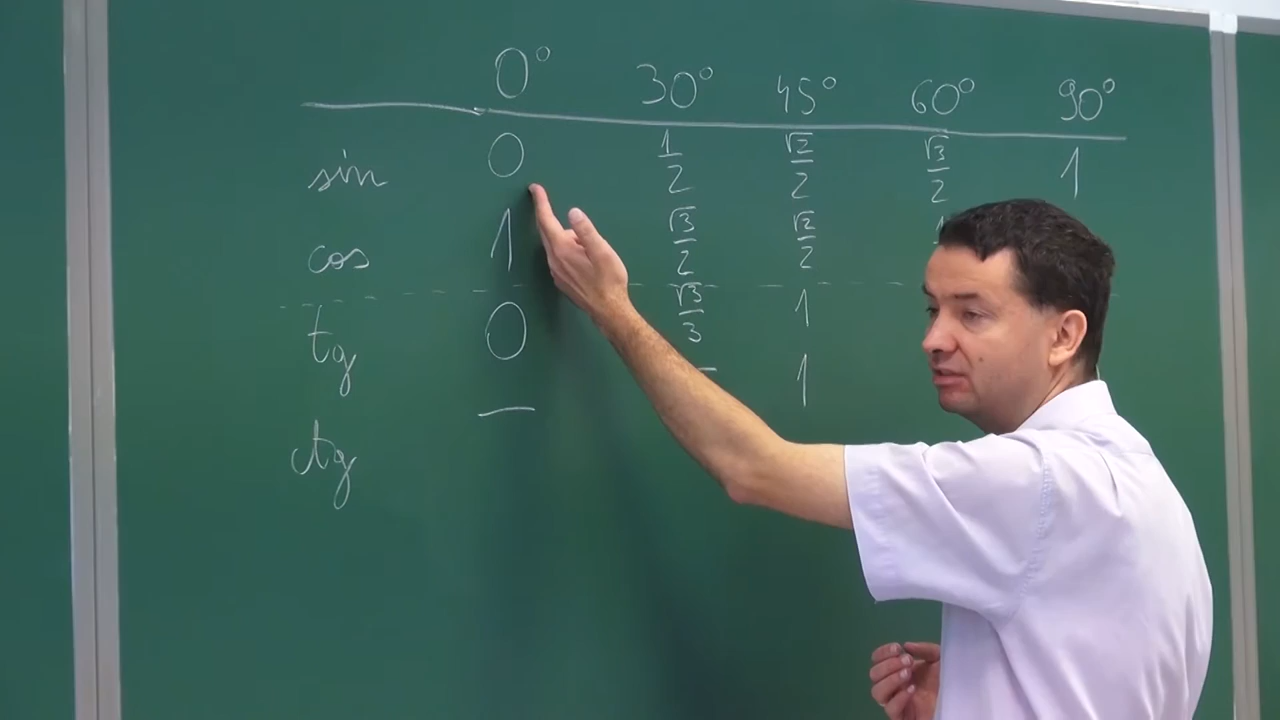 0° 30° 45° 60° 90°
sin 0 1/2 √2/2 √3/2 1
cos 1 √3/2 √2/2
tg 0 √3/3 1
ctg — 1